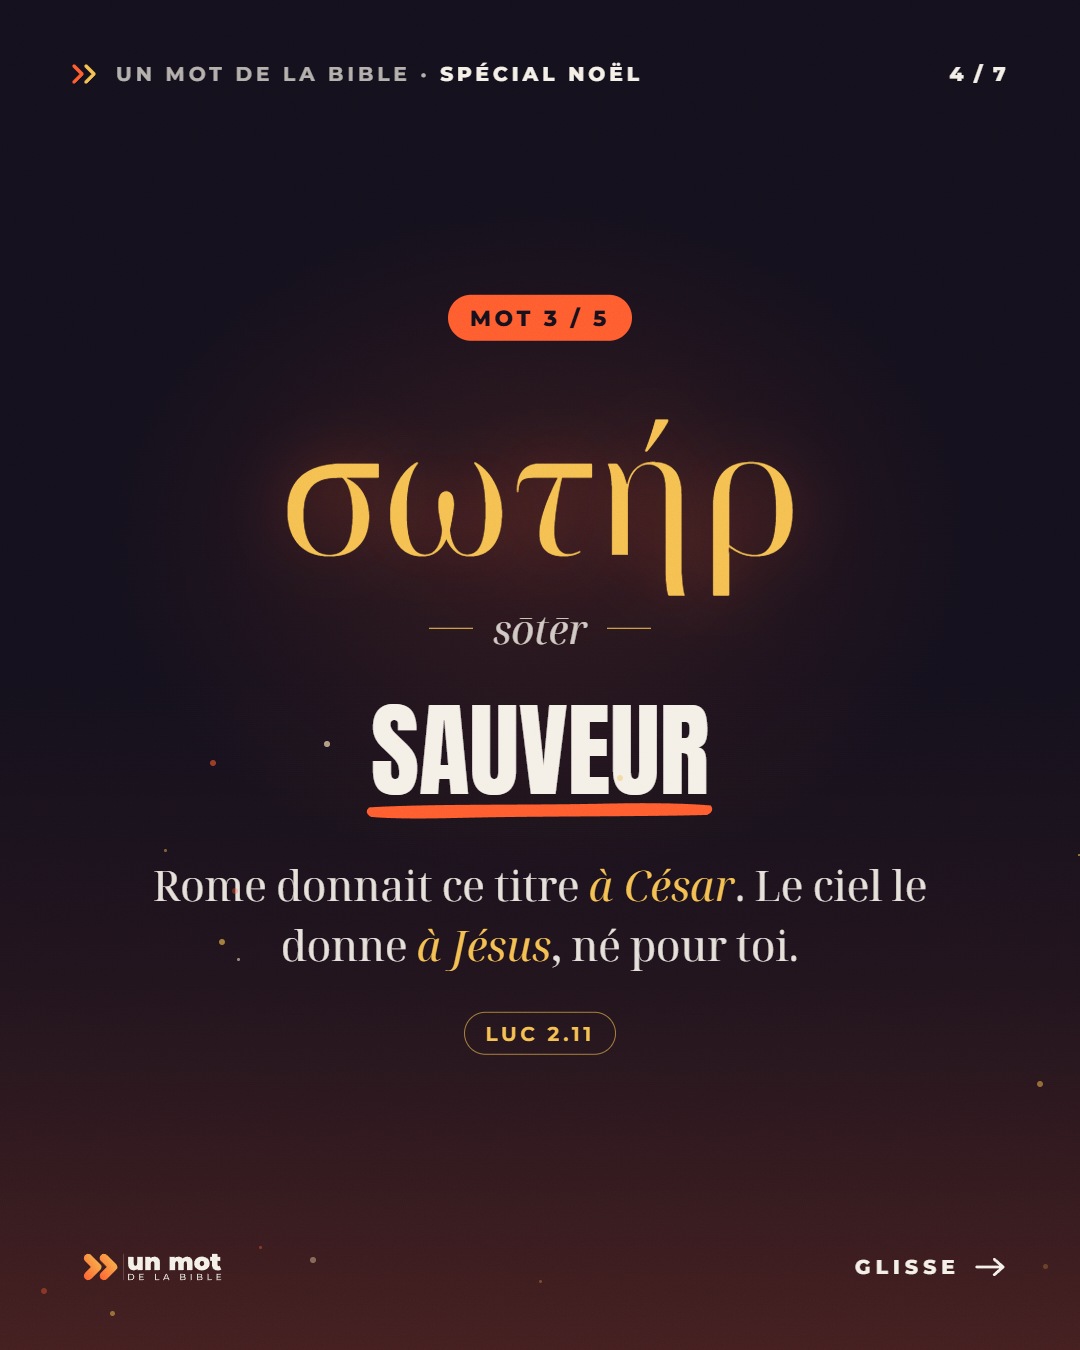 UN MOT DE LA BIBLE · SPÉCIAL NOËL
4 / 7
MOT 3 / 5
σωτήρ
sōtēr
SAUVEUR
Rome donnait ce titre à César. Le ciel le
donne à Jésus, né pour toi.
LUC 2.11
un mot
DE LA BIBLE
GLISSE →